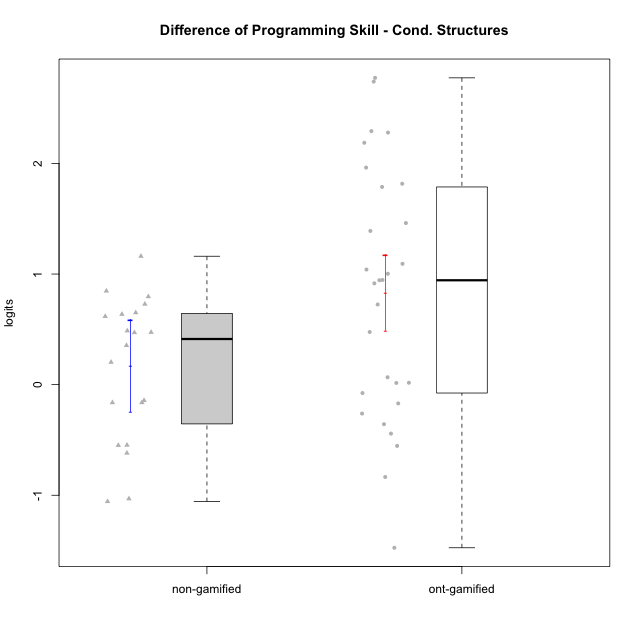 Difference of Programming Skill - Cond. Structures
logits
2
1
0
-1
non-gamified
ont-gamified